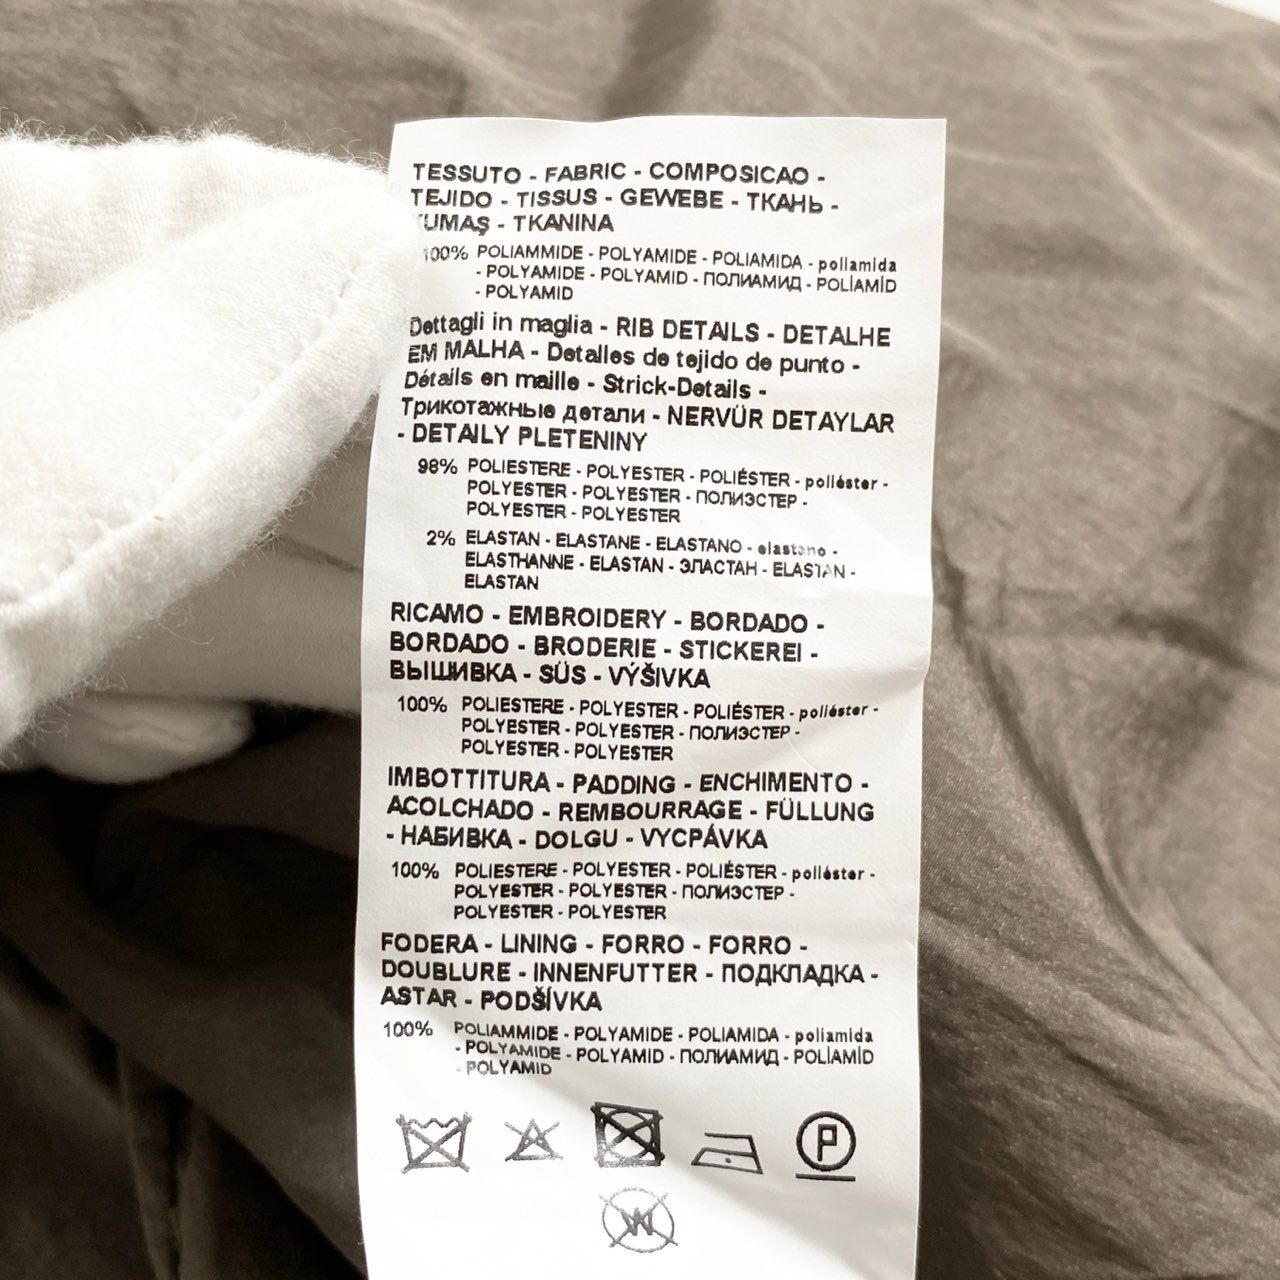 TESSUTO - FABRIC - COMPOSICAO -
TEJIDO - TISSUS - GEWEBE - ТКАНЬ -
KUMAŞ - TKANINA
100% POLIAMMIDE - POLYAMIDE - POLIAMIDA - poliamida
- POLYAMIDE - POLYAMID - ПОЛИАМИД - POLİAMİD
- POLYAMID
Dettagli in maglia - RIB DETAILS - DETALHE
EM MALHA - Detalles de tejido de punto -
Détails en maille - Strick-Details -
Трикотажные детали - NERVÜR DETAYLAR
- DETAILY PLETENINY
98% POLIESTERE - POLYESTER - POLIÉSTER - poliéster -
POLYESTER - POLYESTER - ПОЛИЭСТЕР -
POLYESTER - POLYESTER
2% ELASTAN - ELASTANE - ELASTANO - elastano -
ELASTHANNE - ELASTAN - ЭЛАСТАН - ELASTAN -
ELASTAN
RICAMO - EMBROIDERY - BORDADO -
BORDADO - BRODERIE - STICKEREI -
ВЫШИВКА - SÜS - VÝŠIVKA
100% POLIESTERE - POLYESTER - POLIÉSTER - poliéster -
POLYESTER - POLYESTER - ПОЛИЭСТЕР -
POLYESTER - POLYESTER
IMBOTTITURA - PADDING - ENCHIMENTO -
ACOLCHADO - REMBOURRAGE - FÜLLUNG
- НАБИВКА - DOLGU - VYCPÁVKA
100% POLIESTERE - POLYESTER - POLIÉSTER - poliéster -
POLYESTER - POLYESTER - ПОЛИЭСТЕР -
POLYESTER - POLYESTER
FODERA - LINING - FORRO - FORRO -
DOUBLURE - INNENFUTTER - ПОДКЛАДКА -
ASTAR - PODŠÍVKA
100% POLIAMMIDE - POLYAMIDE - POLIAMIDA - poliamida
- POLYAMIDE - POLYAMID - ПОЛИАМИД - POLİAMİD
- POLYAMID
P
W